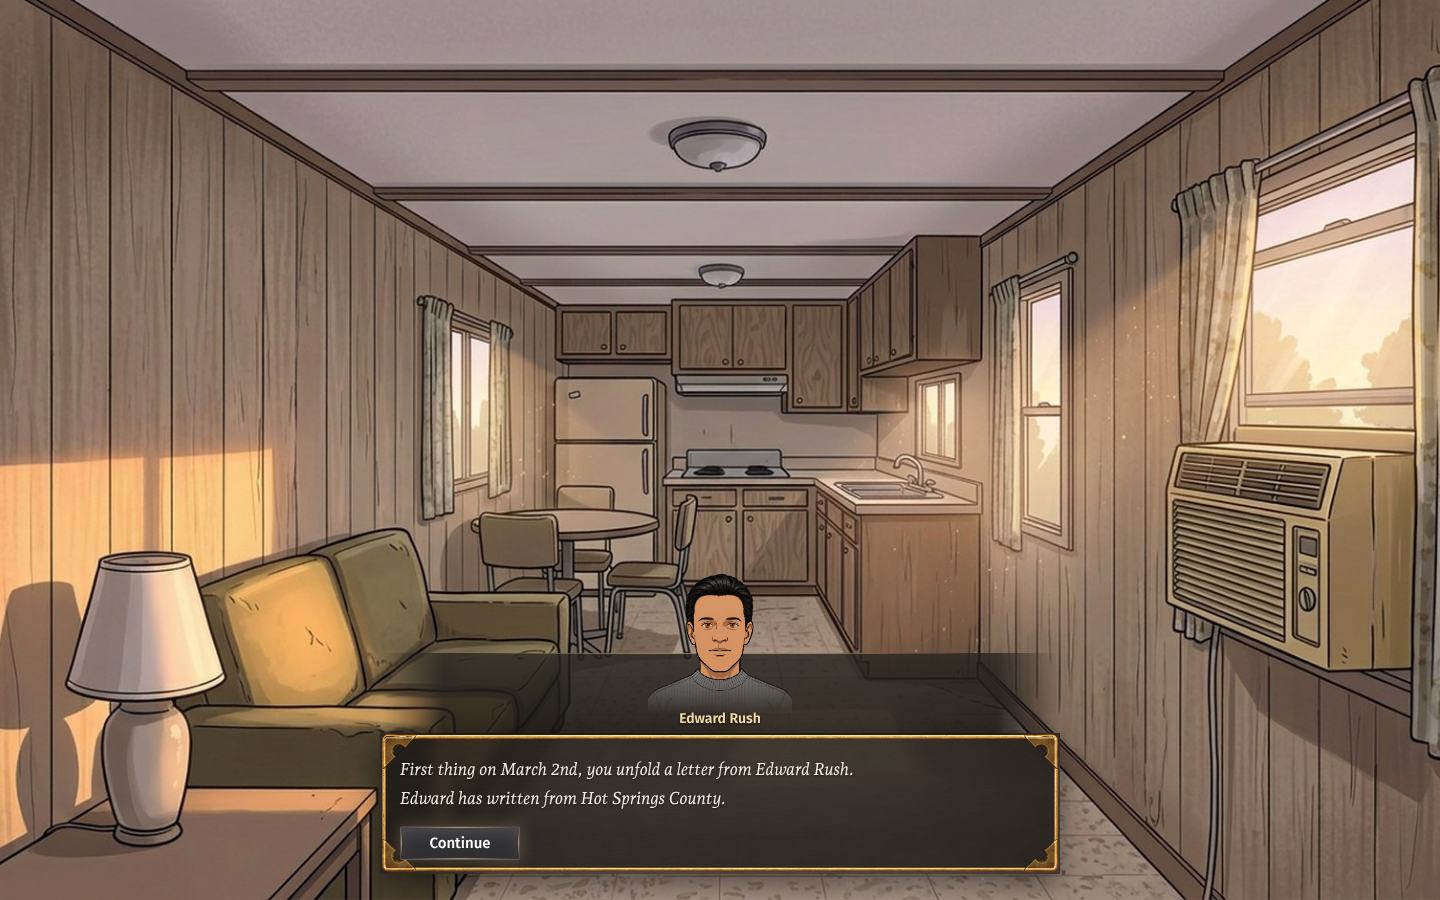 Edward Rush
First thing on March 2nd, you unfold a letter from Edward Rush.
Edward has written from Hot Springs County.
Continue